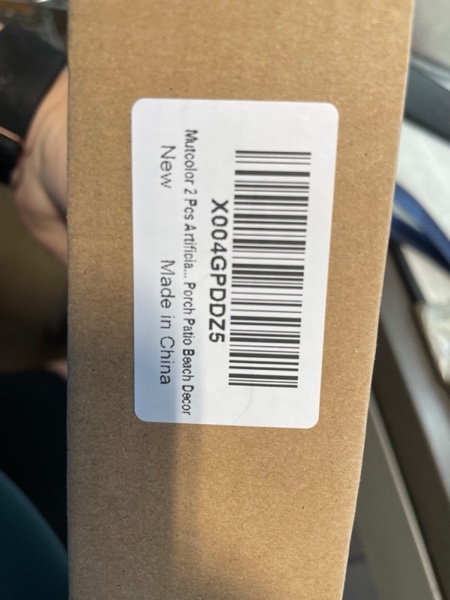 X004GPDDZ5
Mutcolor 2 Pcs Artificia... Porch Patio Beach Decor
New Made in China